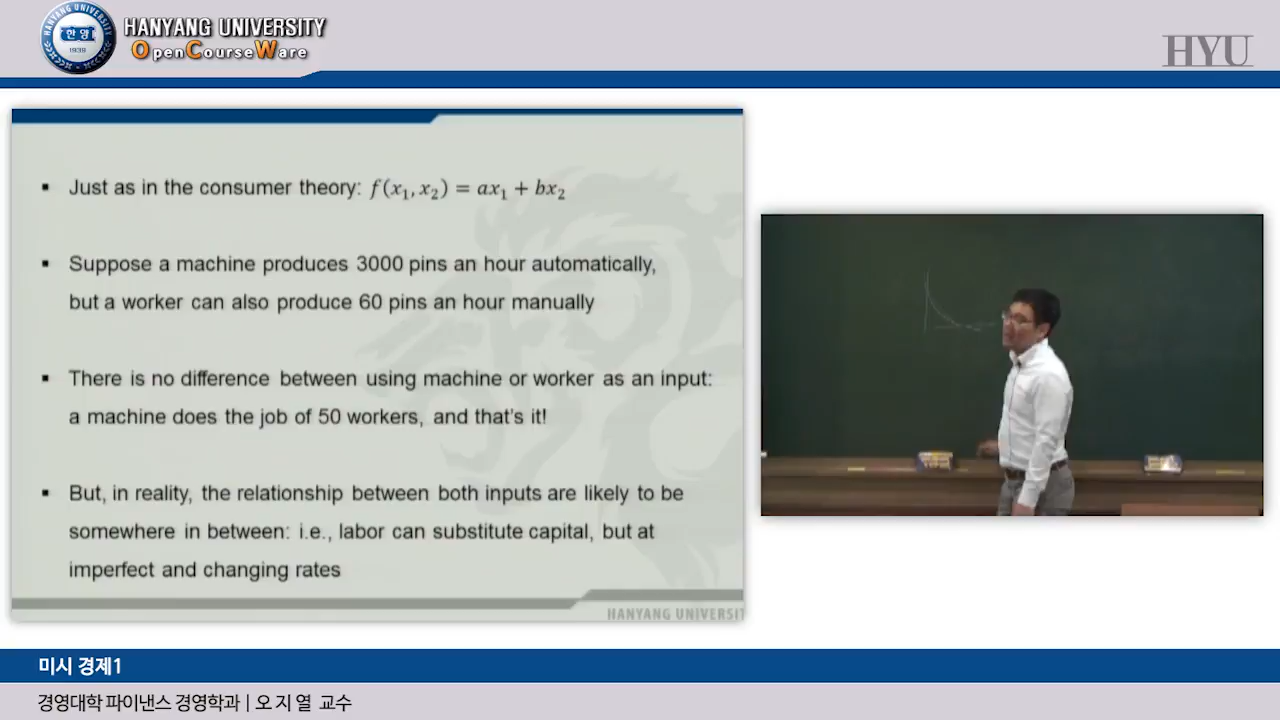 HANYANG UNIVERSITY
OpenCourseWare
한양
1939
HYU
▪ Just as in the consumer theory: f(x₁, x₂) = ax₁ + bx₂
▪ Suppose a machine produces 3000 pins an hour automatically,
but a worker can also produce 60 pins an hour manually
▪ There is no difference between using machine or worker as an input:
a machine does the job of 50 workers, and that's it!
▪ But, in reality, the relationship between both inputs are likely to be
somewhere in between: i.e., labor can substitute capital, but at
imperfect and changing rates
HANYANG UNIVERSIT
미시 경제1
경영대학 파이낸스 경영학과 | 오 지 열 교수